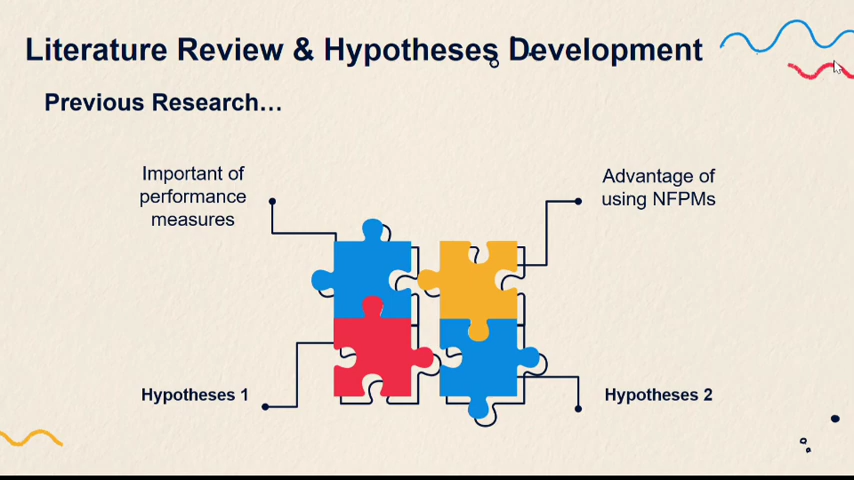 Literature Review & Hypotheses Development
Previous Research...
Important of
performance
measures
Advantage of
using NFPMs
Hypotheses 1
Hypotheses 2